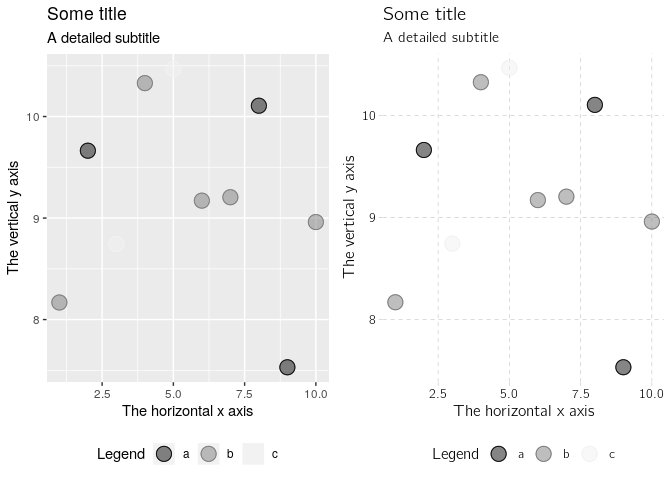 Some title
A detailed subtitle
10
9
8
The vertical y axis
2.5 5.0 7.5 10.0
The horizontal x axis
Legend a b c
Some title
A detailed subtitle
10
9
8
The vertical y axis
2.5 5.0 7.5 10.0
The horizontal x axis
Legend a b c